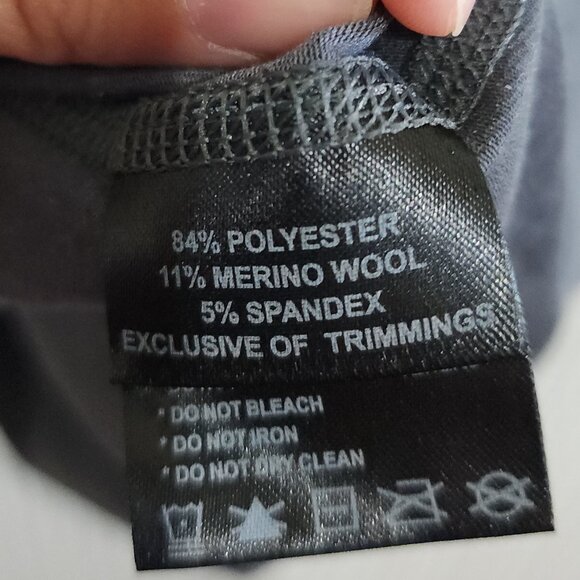 84% POLYESTER
11% MERINO WOOL
5% SPANDEX
EXCLUSIVE OF TRIMMINGS
* DO NOT BLEACH
* DO NOT IRON
* DO NOT DRY CLEAN